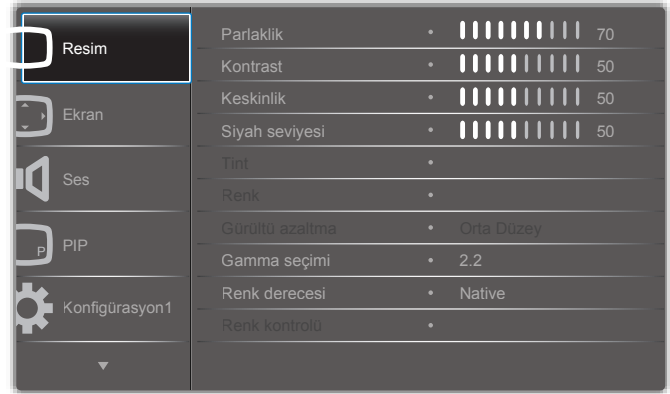 Resim
Ekran
Ses
P
PIP
Konfigürasyon1
Parlaklik • 70
Kontrast • 50
Keskinlik • 50
Siyah seviyesi • 50
Tint •
Renk •
Gürültü azaltma • Orta Düzey
Gamma seçimi • 2.2
Renk derecesi • Native
Renk kontrolü •